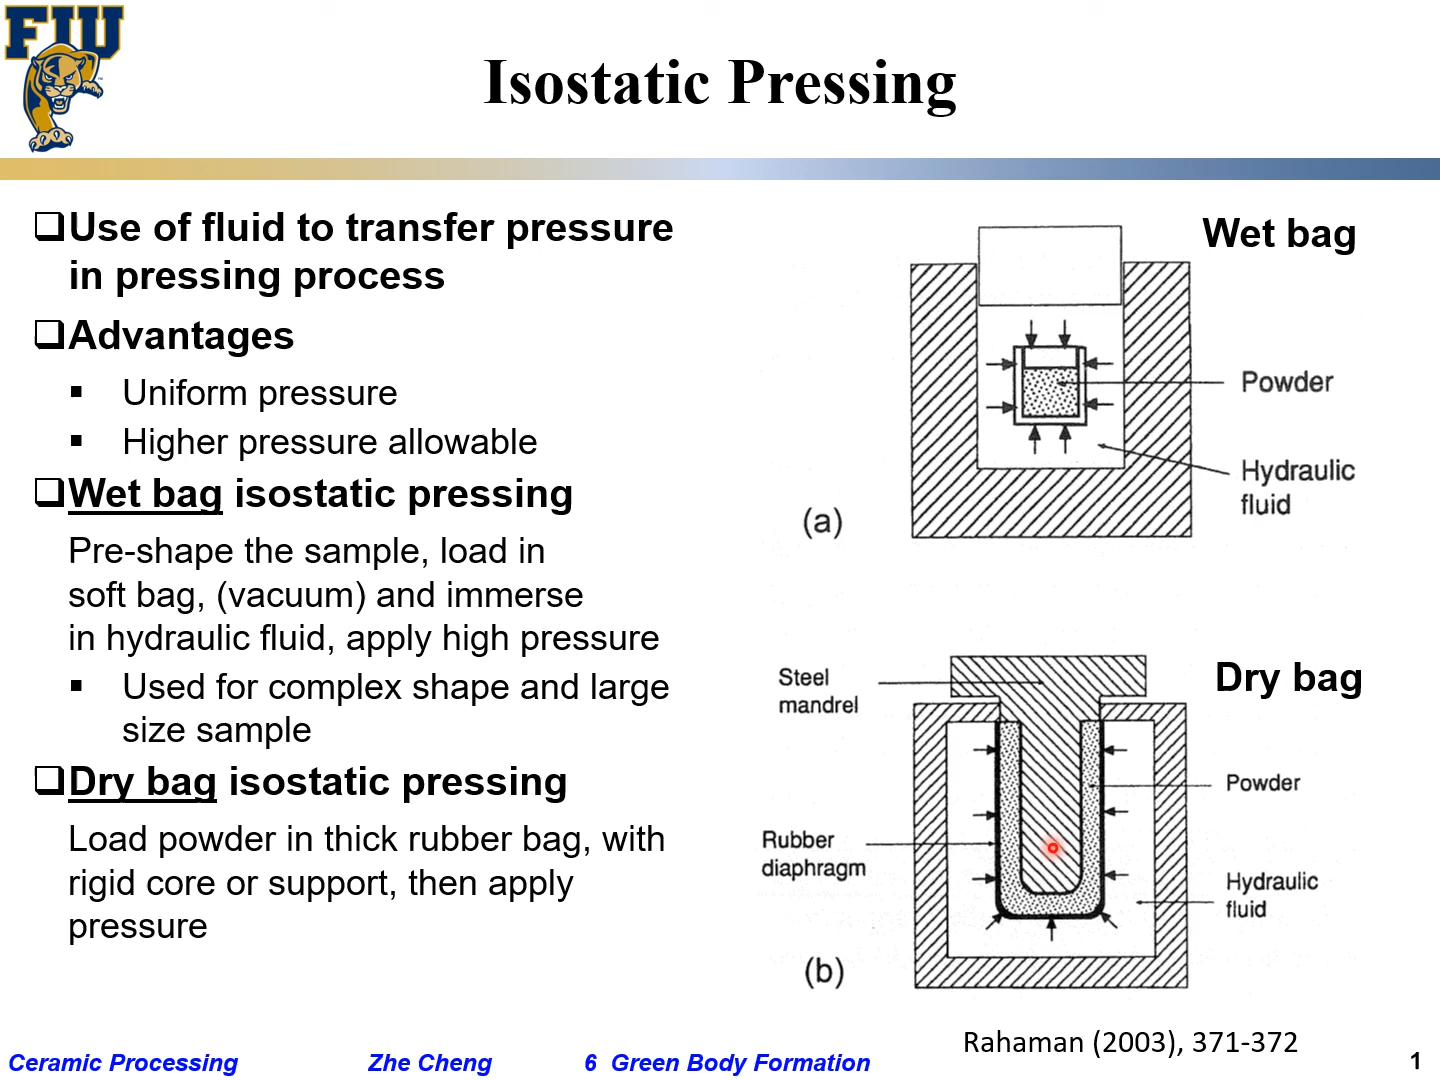 FIU
Isostatic Pressing
❑Use of fluid to transfer pressure
in pressing process
❑Advantages
▪ Uniform pressure
▪ Higher pressure allowable
❑Wet bag isostatic pressing
Pre-shape the sample, load in
soft bag, (vacuum) and immerse
in hydraulic fluid, apply high pressure
▪ Used for complex shape and large
size sample
❑Dry bag isostatic pressing
Load powder in thick rubber bag, with
rigid core or support, then apply
pressure
Wet bag
Powder
Hydraulic
fluid
(a)
Dry bag
Steel
mandrel
Powder
Rubber
diaphragm
Hydraulic
fluid
(b)
Rahaman (2003), 371-372
Ceramic Processing
Zhe Cheng
6 Green Body Formation
1